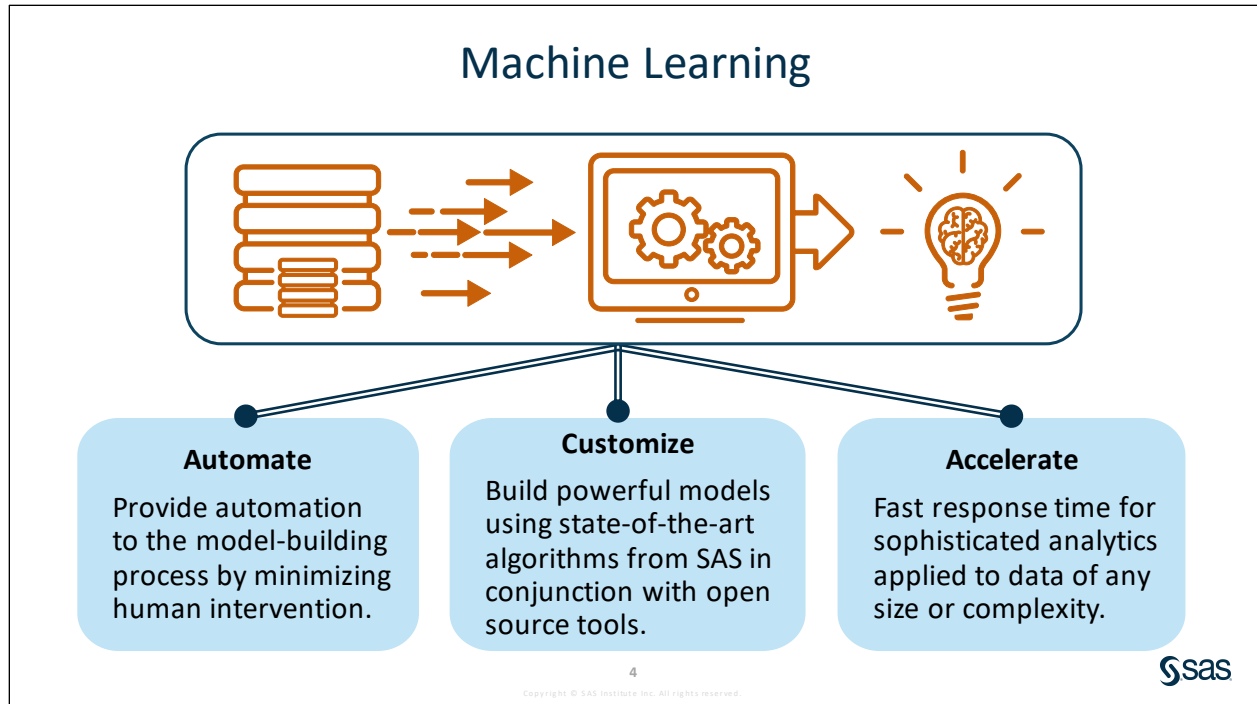 Machine Learning
Automate
Provide automation
to the model-building
process by minimizing
human intervention.
Customize
Build powerful models
using state-of-the-art
algorithms from SAS in
conjunction with open
source tools.
Accelerate
Fast response time for
sophisticated analytics
applied to data of any
size or complexity.
4
Copyright © SAS Institute Inc. All rights reserved.
sas